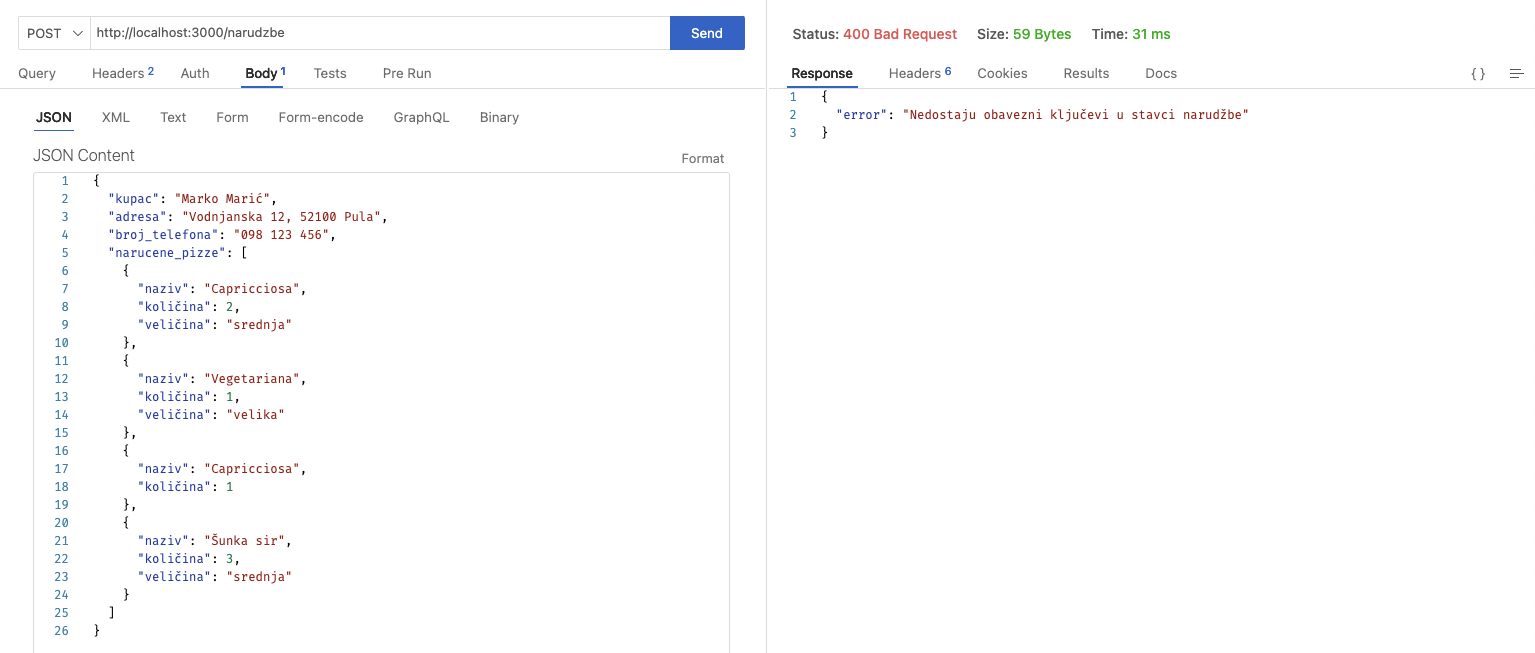 POST http://localhost:3000/narudzbe Send
Query Headers 2 Auth Body 1 Tests Pre Run
JSON XML Text Form Form-encode GraphQL Binary
JSON Content Format
1 {
2 "kupac": "Marko Marić",
3 "adresa": "Vodnjanska 12, 52100 Pula",
4 "broj_telefona": "098 123 456",
5 "narucene_pizze": [
6 {
7 "naziv": "Capricciosa",
8 "količina": 2,
9 "veličina": "srednja"
10 },
11 {
12 "naziv": "Vegetariana",
13 "količina": 1,
14 "veličina": "velika"
15 },
16 {
17 "naziv": "Capricciosa",
18 "količina": 1
19 },
20 {
21 "naziv": "Šunka sir",
22 "količina": 3,
23 "veličina": "srednja"
24 }
25 ]
26 }
Status: 400 Bad Request Size: 59 Bytes Time: 31 ms
Response Headers 6 Cookies Results Docs { }
1 {
2 "error": "Nedostaju obavezni ključevi u stavci narudžbe"
3 }